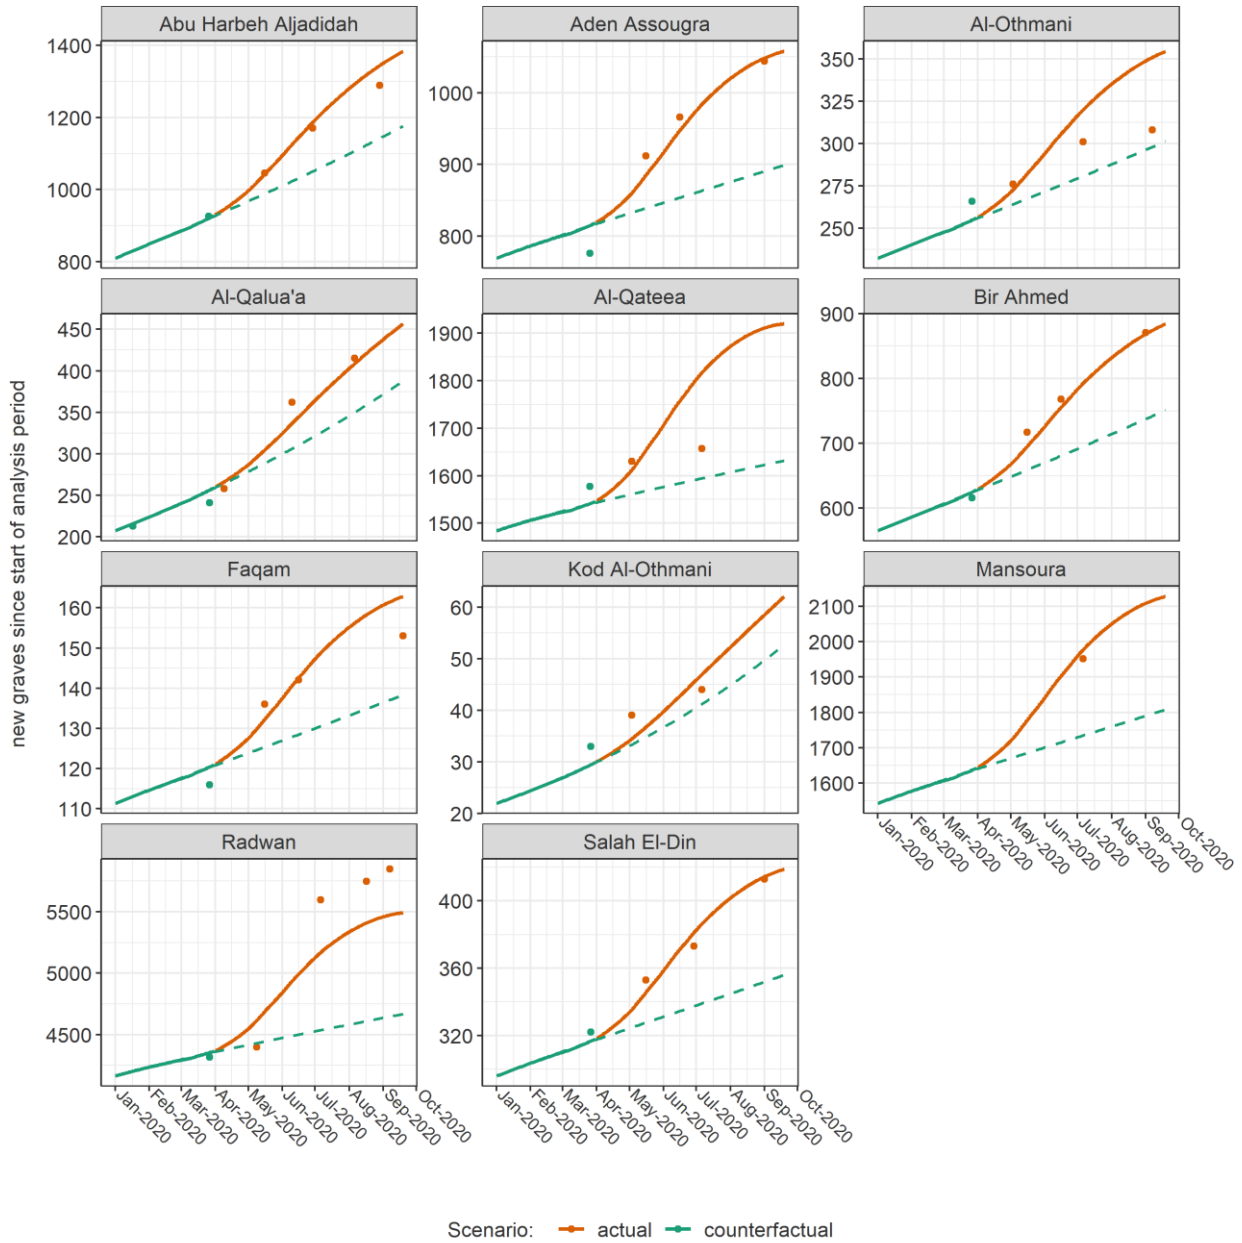 Abu Harbeh Aljadidah
Aden Assougra
Al-Othmani
1400
1200
1000
800
1000
900
800
350
325
300
275
250
Al-Qalua'a
Al-Qateea
Bir Ahmed
450
400
350
300
250
200
1900
1800
1700
1600
1500
900
800
700
600
new graves since start of analysis period
Faqam
Kod Al-Othmani
Mansoura
160
150
140
130
120
110
60
50
40
30
20
2100
2000
1900
1800
1700
1600
Jan-2020
Feb-2020
Mar-2020
Apr-2020
May-2020
Jun-2020
Jul-2020
Aug-2020
Sep-2020
Oct-2020
Radwan
Salah El-Din
5500
5000
4500
400
360
320
Jan-2020
Feb-2020
Mar-2020
Apr-2020
May-2020
Jun-2020
Jul-2020
Aug-2020
Sep-2020
Oct-2020
Jan-2020
Feb-2020
Mar-2020
Apr-2020
May-2020
Jun-2020
Jul-2020
Aug-2020
Sep-2020
Oct-2020
Scenario: actual counterfactual